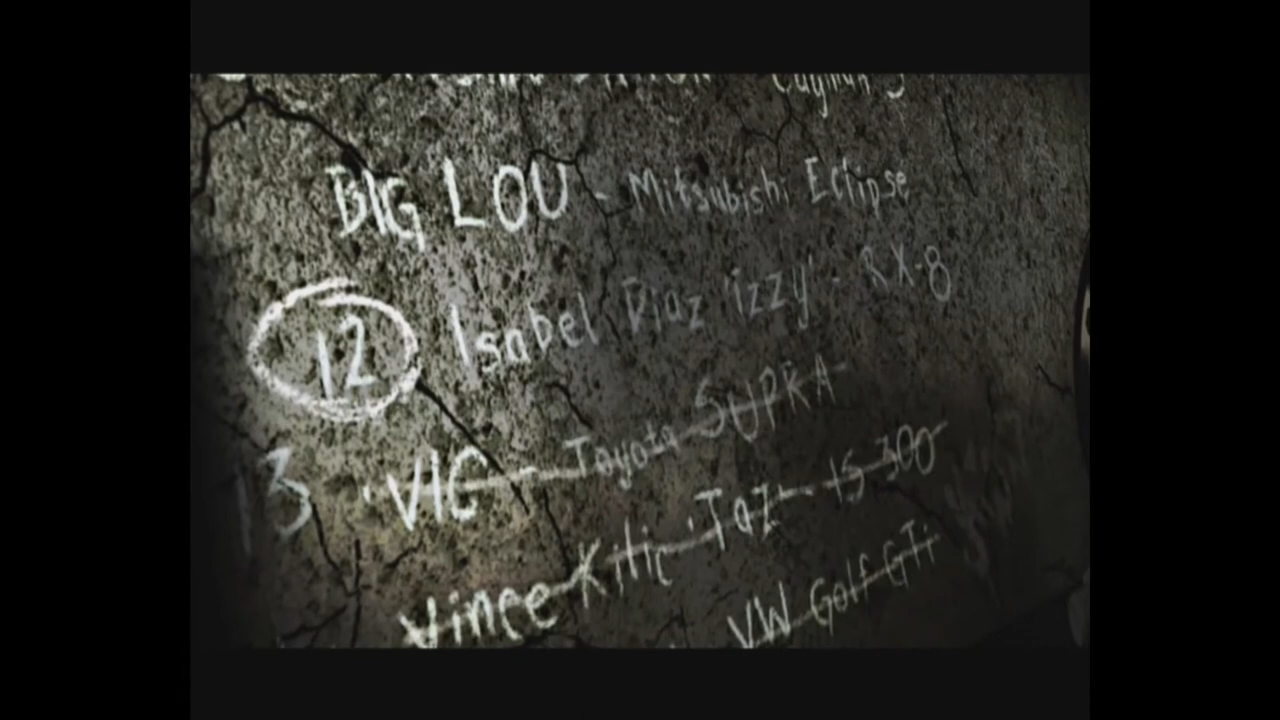 BIG LOU - Mitsubishi Eclipse
12 Isabel Diaz 'izzy' - RX-8
13 'VIC - Toyota SUPRA -
Vince Kilic 'Taz' - IS 300
VW Golf GTi